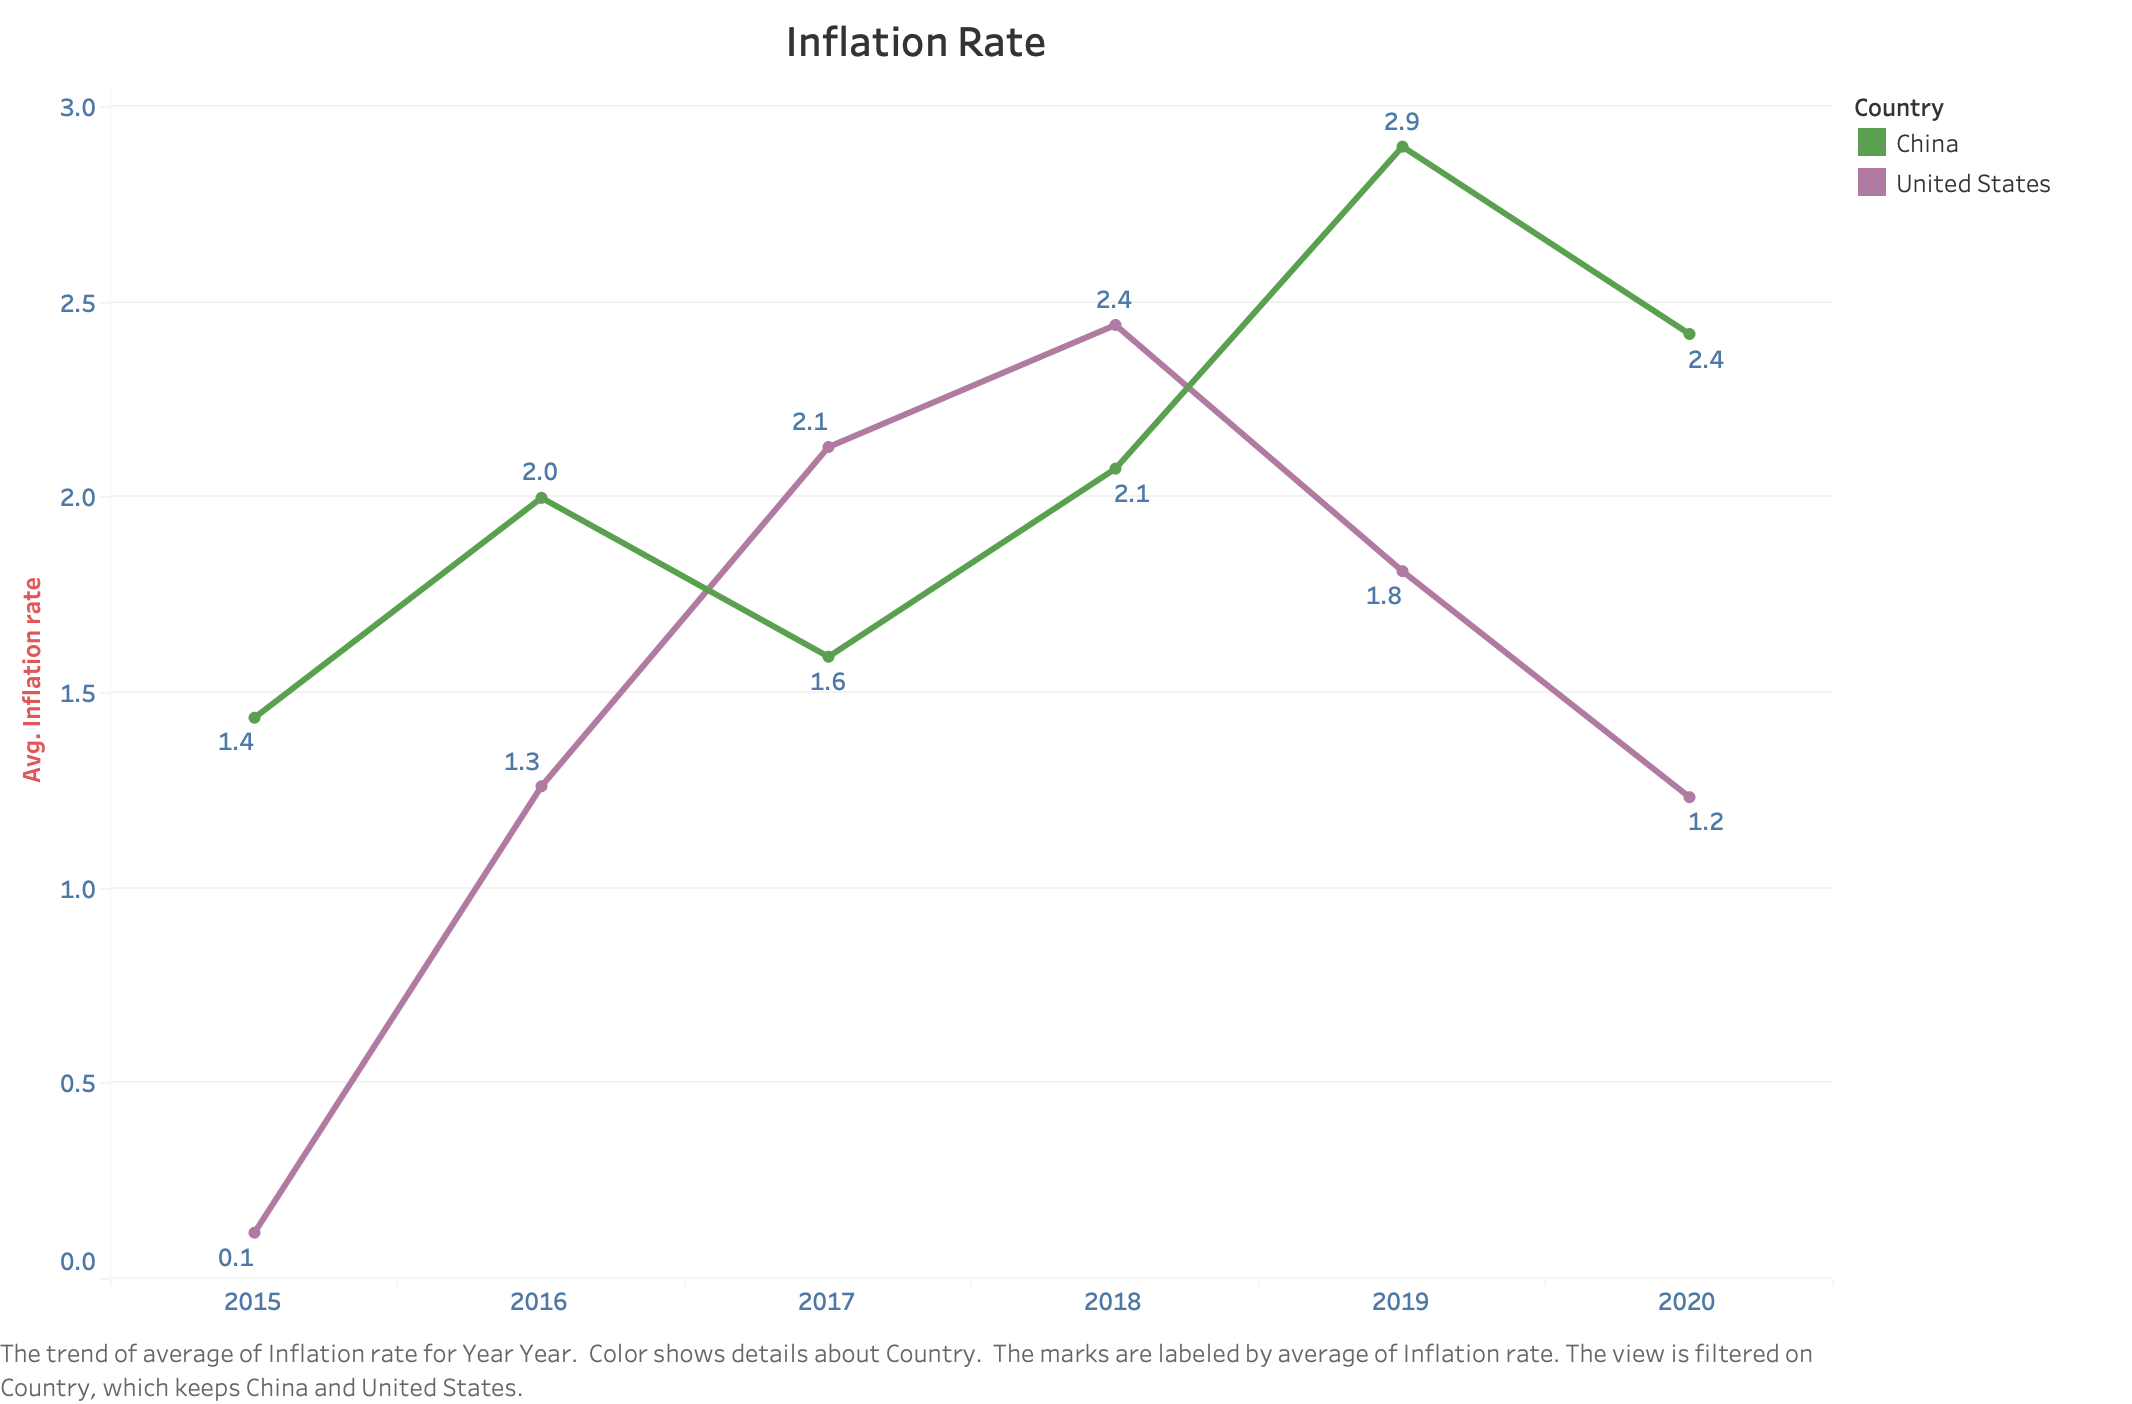 Inflation Rate
3.0
2.5
2.0
1.5
1.0
0.5
0.0
Avg. Inflation rate
2.9
2.4
2.4
2.1
2.1
2.0
1.8
1.6
1.4
1.3
1.2
0.1
2015 2016 2017 2018 2019 2020
Country
China
United States
The trend of average of Inflation rate for Year Year.  Color shows details about Country.  The marks are labeled by average of Inflation rate. The view is filtered on
Country, which keeps China and United States.